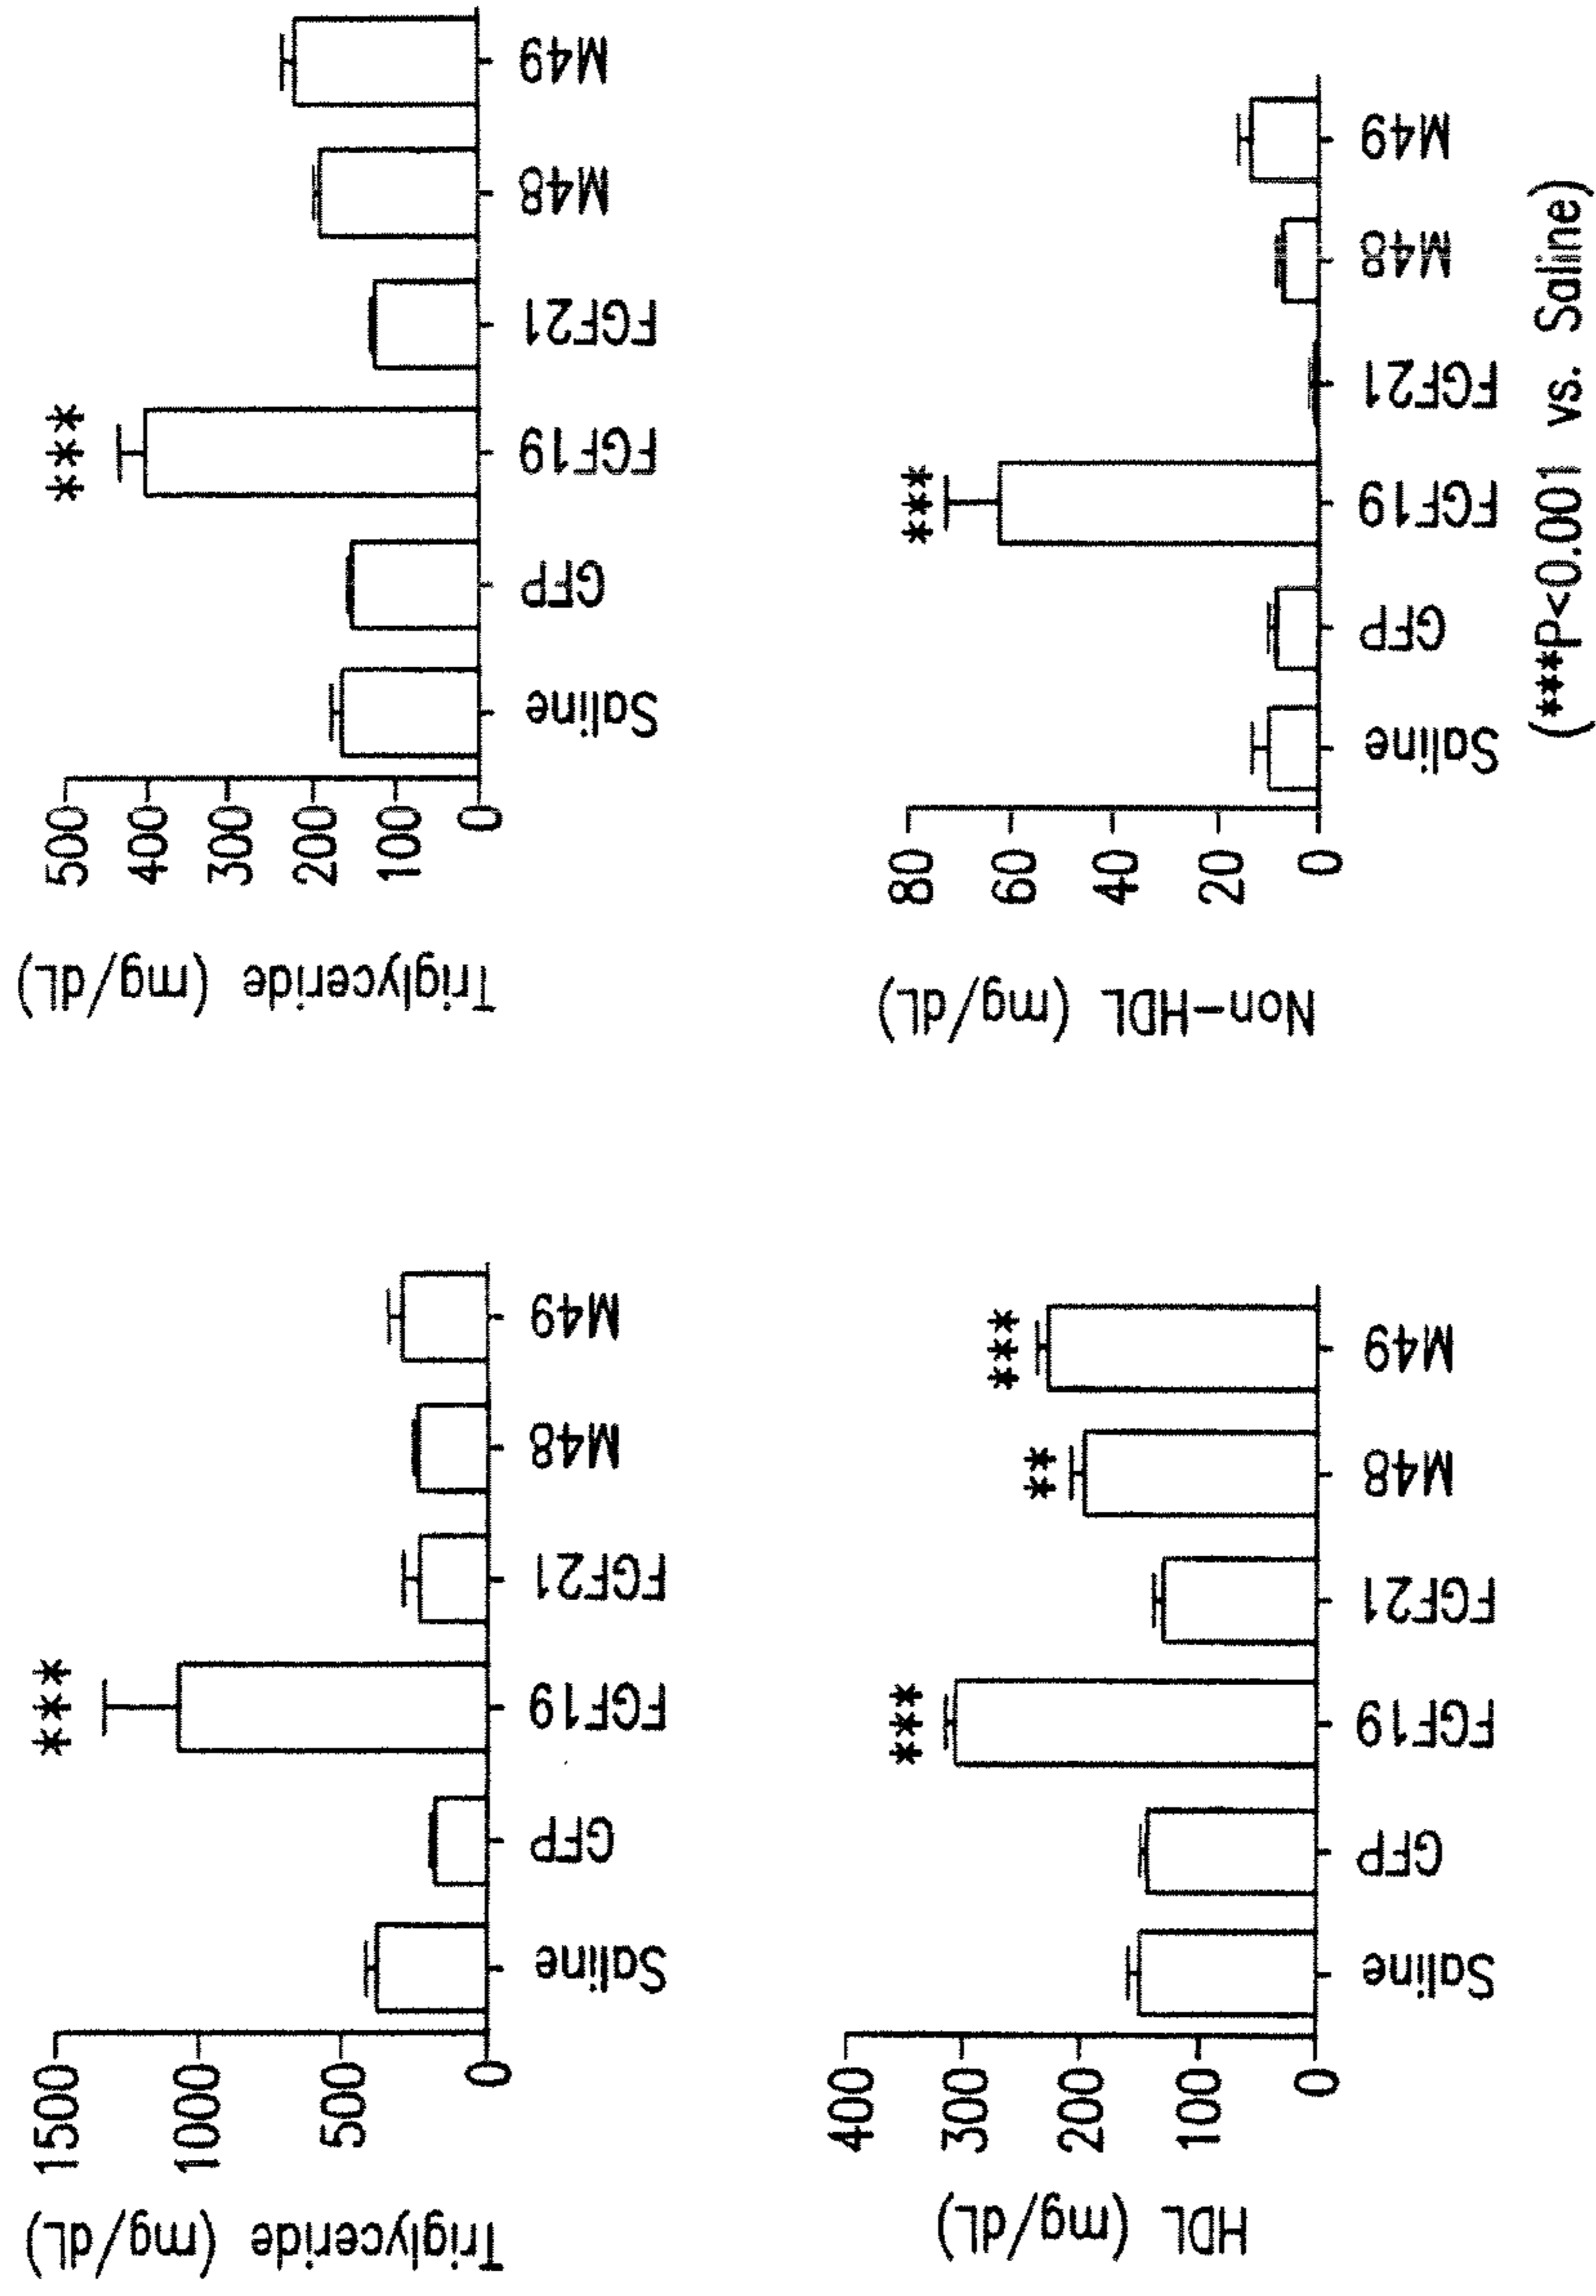 Triglyceride (mg/dL)
1500
1000
500
0
***
Saline GFP FGF19 FGF21 M48 M49
Triglyceride (mg/dL)
500
400
300
200
100
0
***
Saline GFP FGF19 FGF21 M48 M49
HDL (mg/dL)
400
300
200
100
0
*** ** ***
Saline GFP FGF19 FGF21 M48 M49
Non-HDL (mg/dL)
80
60
40
20
0
***
Saline GFP FGF19 FGF21 M48 M49
(***P<0.001 vs. Saline)